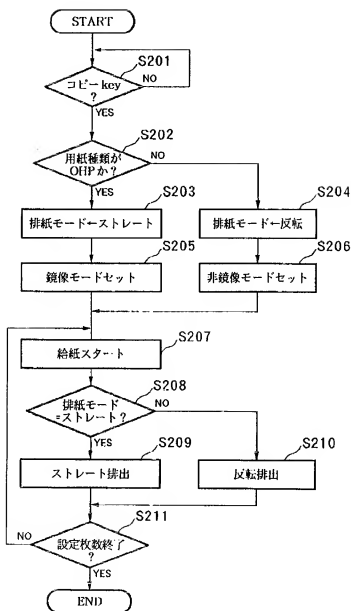 START
S201
コピーkey
?
NO
YES
S202
用紙種類が
OHPか?
NO
YES
S203
S204
排紙モード←ストレート
排紙モード←反転
S205
S206
鏡像モードセット
非鏡像モードセット
S207
給紙スタート
S208
排紙モード
=ストレート?
NO
YES
S209
S210
ストレート排出
反転排出
S211
NO
設定枚数終了
?
YES
END